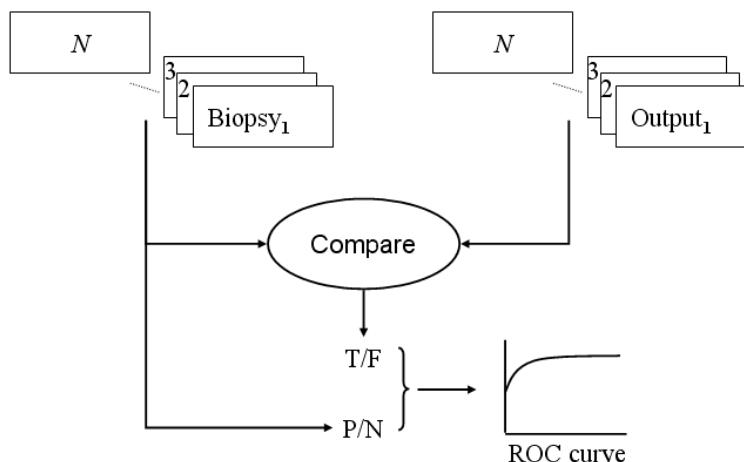 N
3
2
Biopsy₁
N
3
2
Output₁
Compare
T/F
P/N
ROC curve